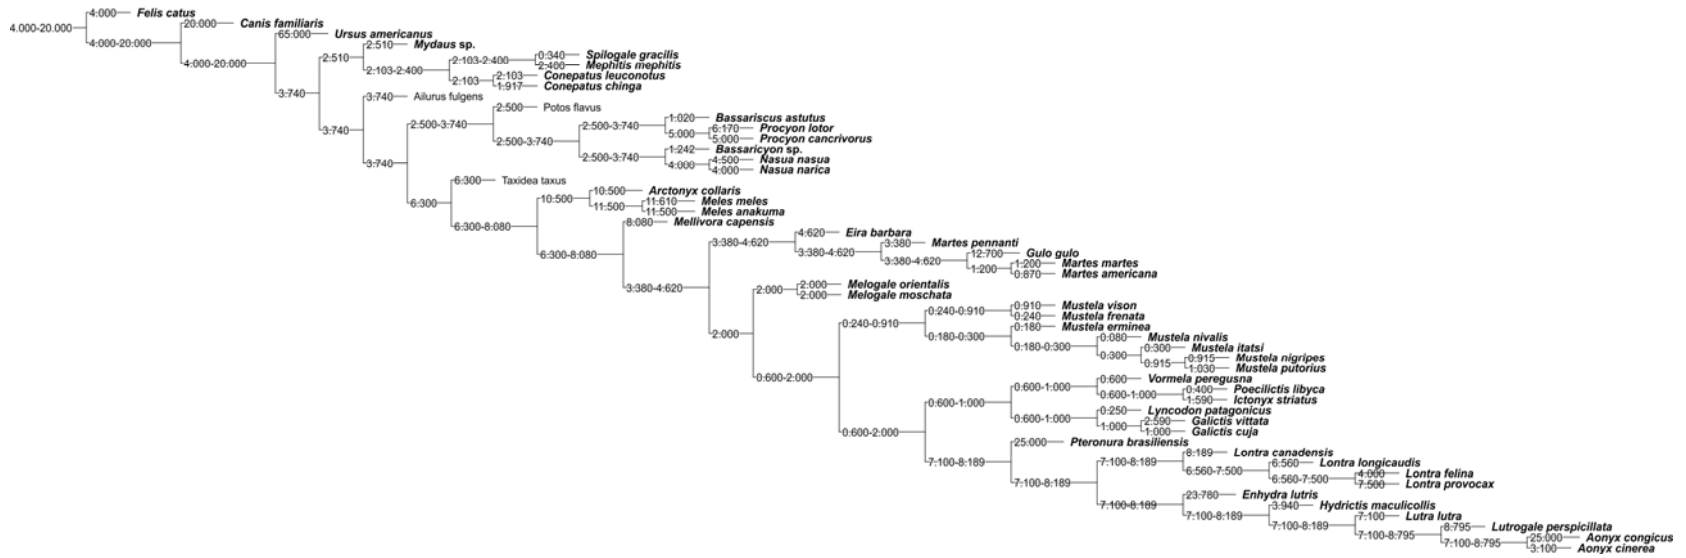 4.000 Felis catus
20.000 Canis familiaris
4.000-20.000
65.000 Ursus americanus
4.000-20.000
2.510 Mydaus sp.
0.340 Spilogale gracilis
2.510
2.103-2.400
4.000-20.000
2.103-2.400
2.400 Mephitis mephitis
2.103 Conepatus leuconotus
2.103
1.917 Conepatus chinga
3.740
3.740 Ailurus fulgens
2.500 Potos flavus
1.020 Bassariscus astutus
2.500-3.740
2.500-3.740
6.170 Procyon lotor
3.740
5.000
5.000 Procyon cancrivorus
2.500-3.740
1.242 Bassaricyon sp.
2.500-3.740
4.500 Nasua nasua
3.740
4.000
4.000 Nasua narica
6.300 Taxidea taxus
10.500 Arctonyx collaris
10.500
11.610 Meles meles
6.300
11.500
11.500 Meles anakuma
8.080 Mellivora capensis
6.300-8.080
4.620 Eira barbara
3.380-4.620
3.380 Martes pennanti
6.300-8.080
3.380-4.620
12.700 Gulo gulo
3.380-4.620
1.200 Martes martes
1.200
0.870 Martes americana
2.000 Melogale orientalis
3.380-4.620
2.000
2.000 Melogale moschata
0.910 Mustela vison
0.240-0.910
0.240 Mustela frenata
0.240-0.910
0.180 Mustela erminea
2.000
0.180-0.300
0.080 Mustela nivalis
0.180-0.300
0.300 Mustela itatsi
0.300
0.915 Mustela nigripes
0.915
1.030 Mustela putorius
0.600-2.000
0.600 Vormela peregusna
0.600-1.000
0.400 Poecilictis libyca
0.600-1.000
0.600-1.000
1.590 Ictonyx striatus
0.250 Lyncodon patagonicus
0.600-1.000
2.590 Galictis vittata
1.000
1.000 Galictis cuja
0.600-2.000
25.000 Pteronura brasiliensis
8.189 Lontra canadensis
7.100-8.189
7.100-8.189
6.560 Lontra longicaudis
6.560-7.500
4.000 Lontra felina
6.560-7.500
7.100-8.189
7.500 Lontra provocax
23.780 Enhydra lutris
7.100-8.189
3.940 Hydrictis maculicollis
7.100-8.189
7.100 Lutra lutra
7.100-8.189
8.795 Lutrogale perspicillata
7.100-8.795
25.000 Aonyx congicus
7.100-8.795
3.100 Aonyx cinerea